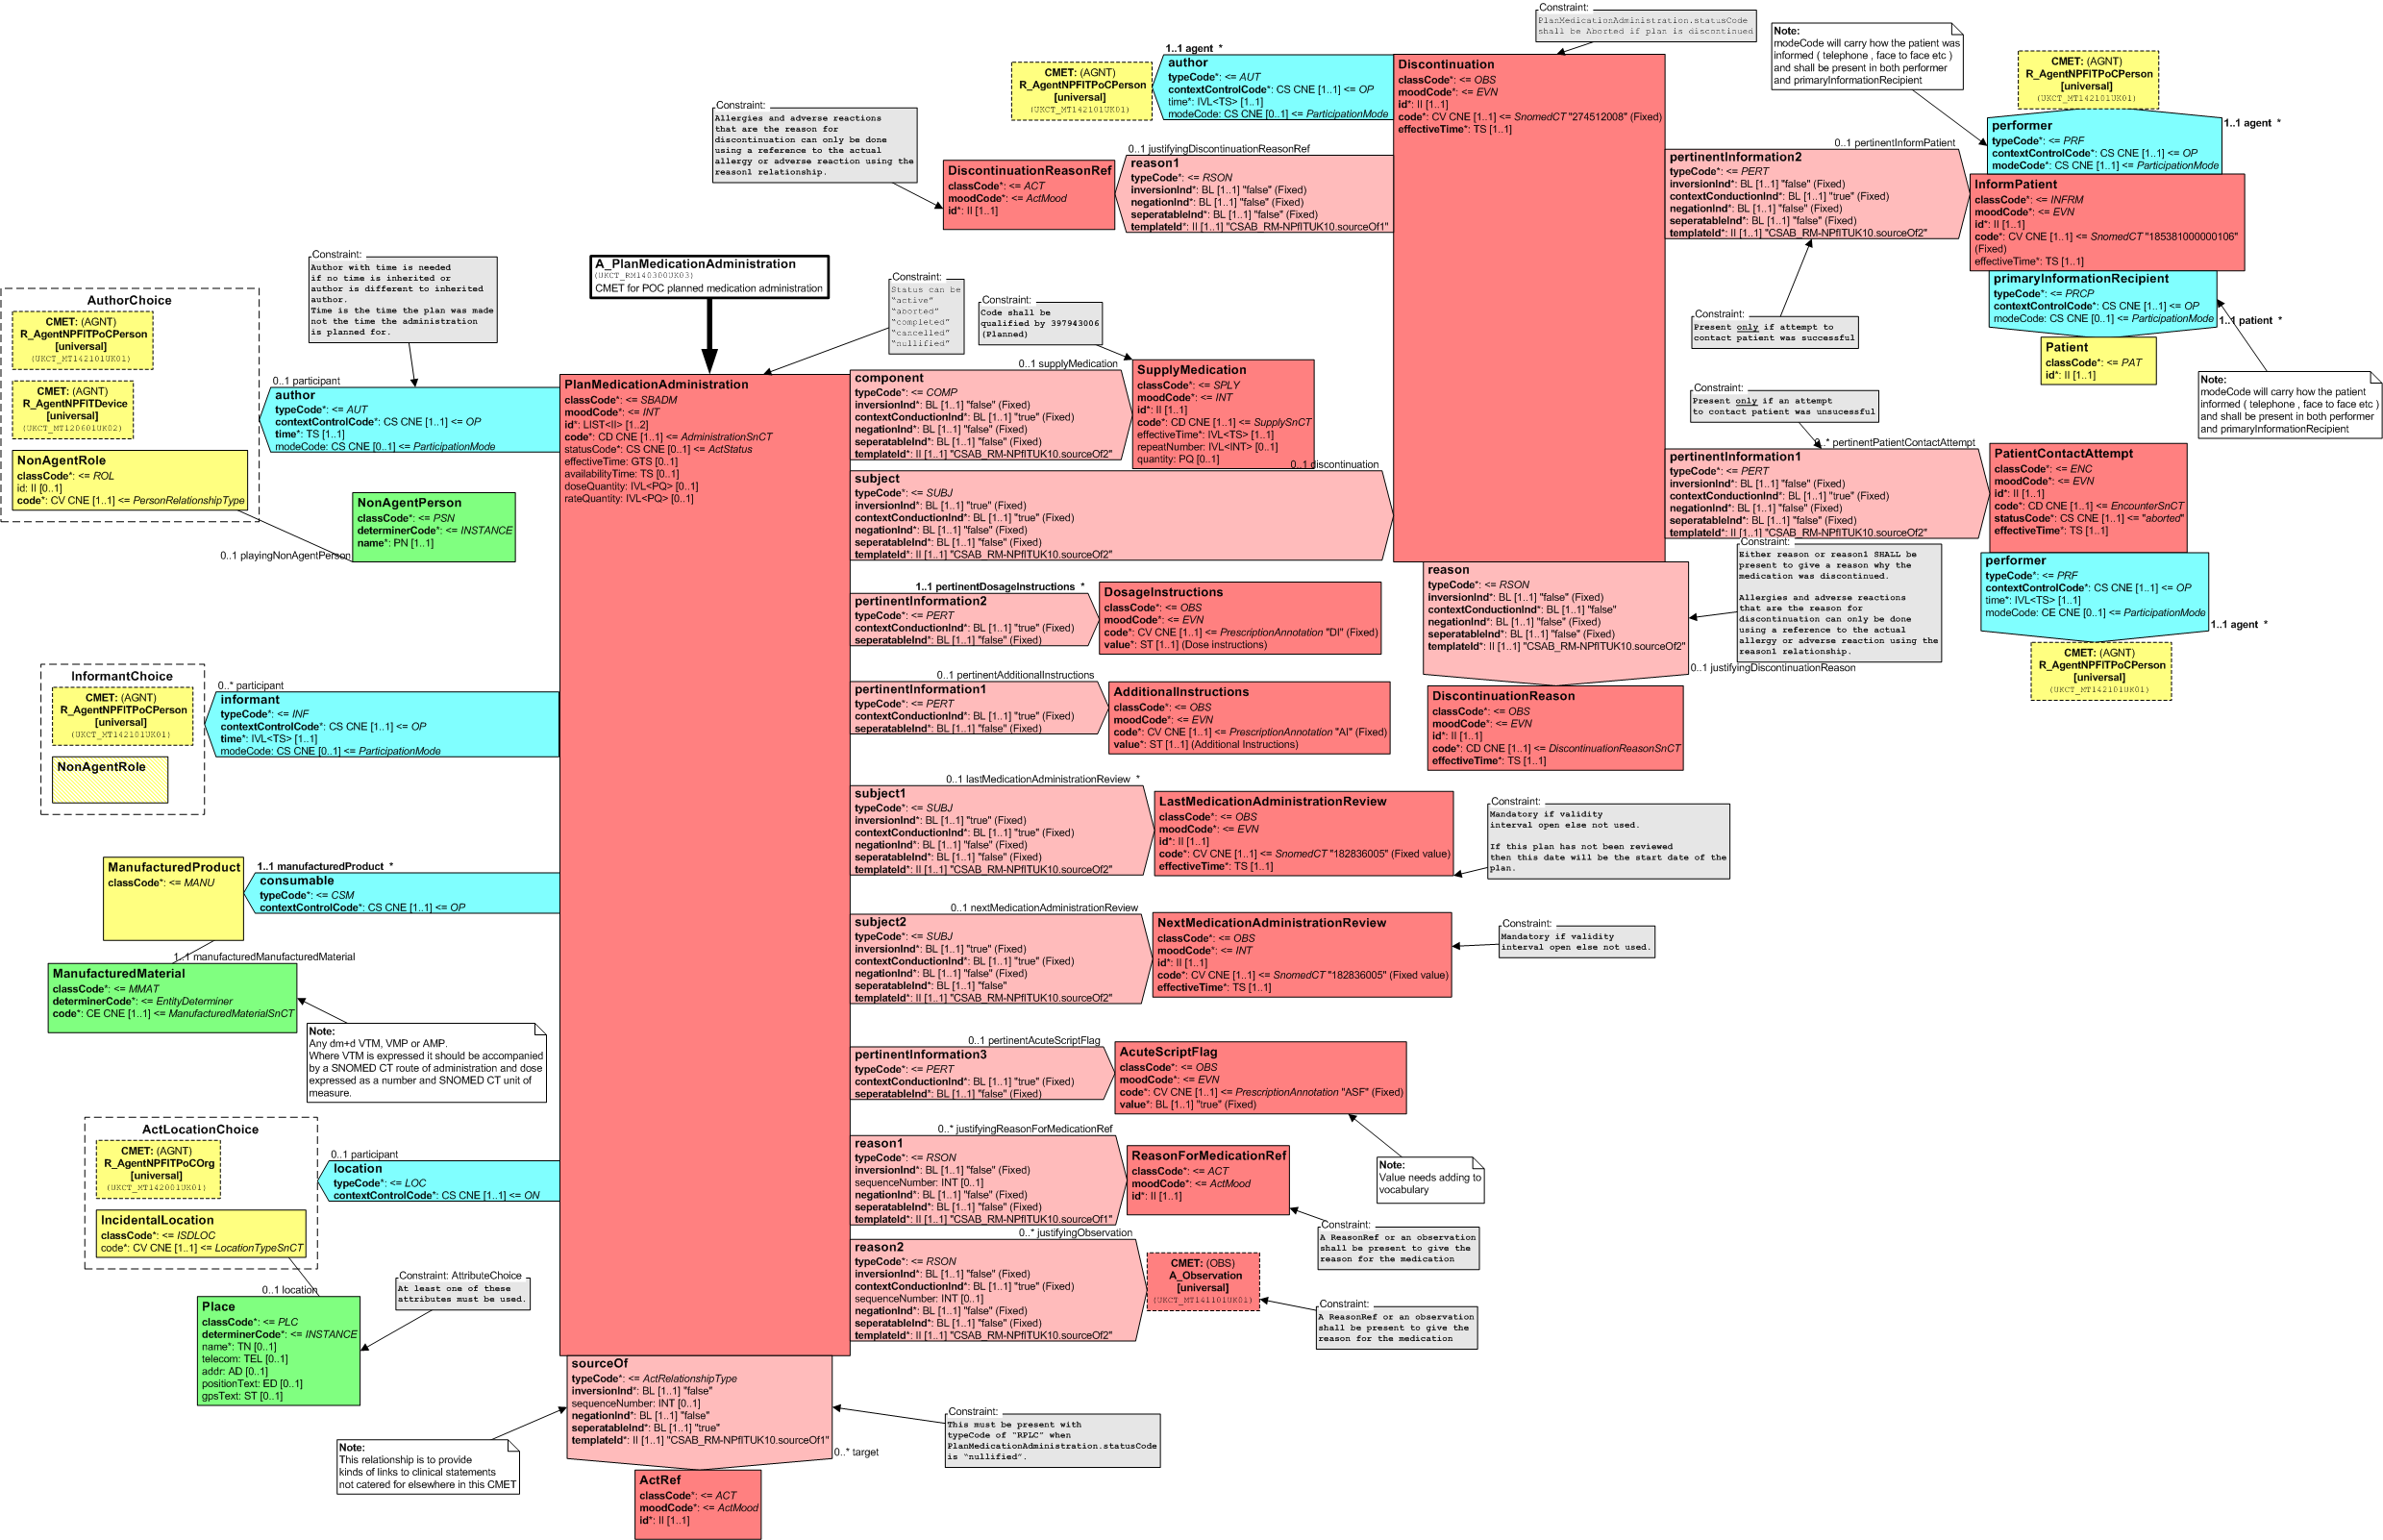 Constraint:
PlanMedicationAdministration.statusCode
shall be Aborted if plan is discontinued
Note:
modeCode will carry how the patient was
informed ( telephone , face to face etc )
and shall be present in both performer
and primaryInformationRecipient
CMET: (AGNT)
R_AgentNPFITPoCPerson
[universal]
(UKCT_MT142101UK01)
1..1 agent *
author
typeCode*: <= AUT
contextControlCode*: CS CNE [1..1] <= OP
time*: IVL<TS> [1..1]
modeCode: CS CNE [0..1] <= ParticipationMode
CMET: (AGNT)
R_AgentNPFITPoCPerson
[universal]
(UKCT_MT142101UK01)
Discontinuation
classCode*: <= OBS
moodCode*: <= EVN
id*: II [1..1]
code*: CV CNE [1..1] <= SnomedCT "274512008" (Fixed)
effectiveTime*: TS [1..1]
1..1 agent *
performer
typeCode*: <= PRF
contextControlCode*: CS CNE [1..1] <= OP
modeCode*: CS CNE [1..1] <= ParticipationMode
Constraint:
Allergies and adverse reactions
that are the reason for
discontinuation can only be done
using a reference to the actual
allergy or adverse reaction using the
reason1 relationship.
DiscontinuationReasonRef
classCode*: <= ACT
moodCode*: <= ActMood
id*: II [1..1]
0..1 justifyingDiscontinuationReasonRef
reason1
typeCode*: <= RSON
inversionInd*: BL [1..1] "false" (Fixed)
negationInd*: BL [1..1] "false" (Fixed)
seperatableInd*: BL [1..1] "false" (Fixed)
templateId*: II [1..1] "CSAB_RM-NPfITUK10.sourceOf1"
0..1 pertinentInformPatient
pertinentInformation2
typeCode*: <= PERT
inversionInd*: BL [1..1] "false" (Fixed)
contextConductionInd*: BL [1..1] "true" (Fixed)
negationInd*: BL [1..1] "false" (Fixed)
seperatableInd*: BL [1..1] "false" (Fixed)
templateId*: II [1..1] "CSAB_RM-NPfITUK10.sourceOf2"
InformPatient
classCode*: <= INFRM
moodCode*: <= EVN
id*: II [1..1]
code*: CV CNE [1..1] <= SnomedCT "185381000000106"
(Fixed)
effectiveTime*: TS [1..1]
primaryInformationRecipient
typeCode*: <= PRCP
contextControlCode*: CS CNE [1..1] <= OP
modeCode: CS CNE [0..1] <= ParticipationMode
1..1 patient *
Patient
classCode*: <= PAT
id*: II [1..1]
Note:
modeCode will carry how the patient
informed ( telephone , face to face etc )
and shall be present in both performer
and primaryInformationRecipient
Constraint:
Present only if attempt to
contact patient was successful
Constraint:
Present only if an attempt
to contact patient was unsucessful
0..* pertinentPatientContactAttempt
pertinentInformation1
typeCode*: <= PERT
inversionInd*: BL [1..1] "false" (Fixed)
contextConductionInd*: BL [1..1] "true" (Fixed)
negationInd*: BL [1..1] "false" (Fixed)
seperatableInd*: BL [1..1] "false" (Fixed)
templateId*: II [1..1] "CSAB_RM-NPfITUK10.sourceOf2"
PatientContactAttempt
classCode*: <= ENC
moodCode*: <= EVN
id*: II [1..1]
code*: CD CNE [1..1] <= EncounterSnCT
statusCode*: CS CNE [1..1] <= "aborted"
effectiveTime*: TS [1..1]
performer
typeCode*: <= PRF
contextControlCode*: CS CNE [1..1] <= OP
time*: IVL<TS> [1..1]
modeCode: CE CNE [0..1] <= ParticipationMode
1..1 agent *
CMET: (AGNT)
R_AgentNPFITPoCPerson
[universal]
(UKCT_MT142101UK01)
Constraint:
Either reason or reason1 SHALL be
present to give a reason why the
medication was discontinued.
Allergies and adverse reactions
that are the reason for
discontinuation can only be done
using a reference to the actual
allergy or adverse reaction using the
reason1 relationship.
reason
typeCode*: <= RSON
inversionInd*: BL [1..1] "false" (Fixed)
contextConductionInd*: BL [1..1] "false"
negationInd*: BL [1..1] "false" (Fixed)
seperatableInd*: BL [1..1] "false" (Fixed)
templateId*: II [1..1] "CSAB_RM-NPfITUK10.sourceOf2"
0..1 justifyingDiscontinuationReason
DiscontinuationReason
classCode*: <= OBS
moodCode*: <= EVN
id*: II [1..1]
code*: CD CNE [1..1] <= DiscontinuationReasonSnCT
effectiveTime*: TS [1..1]
A_PlanMedicationAdministration
(UKCT_RM140300UK03)
CMET for POC planned medication administration
Constraint:
Status can be
"active"
"aborted"
"completed"
"cancelled"
"nullified"
Constraint:
Code shall be
qualified by 397943006
(Planned)
Constraint:
Author with time is needed
if no time is inherited or
author is different to inherited
author.
Time is the time the plan was made
not the time the administration
is planned for.
AuthorChoice
CMET: (AGNT)
R_AgentNPFITPoCPerson
[universal]
(UKCT_MT142101UK01)
CMET: (AGNT)
R_AgentNPFITDevice
[universal]
(UKCT_MT120601UK02)
NonAgentRole
classCode*: <= ROL
id: II [0..1]
code*: CV CNE [1..1] <= PersonRelationshipType
0..1 participant
author
typeCode*: <= AUT
contextControlCode*: CS CNE [1..1] <= OP
time*: TS [1..1]
modeCode: CS CNE [0..1] <= ParticipationMode
NonAgentPerson
classCode*: <= PSN
determinerCode*: <= INSTANCE
name*: PN [1..1]
0..1 playingNonAgentPerson
PlanMedicationAdministration
classCode*: <= SBADM
moodCode*: <= INT
id*: LIST<II> [1..2]
code*: CD CNE [1..1] <= AdministrationSnCT
statusCode*: CS CNE [0..1] <= ActStatus
effectiveTime: GTS [0..1]
availabilityTime: TS [0..1]
doseQuantity: IVL<PQ> [0..1]
rateQuantity: IVL<PQ> [0..1]
0..1 supplyMedication
component
typeCode*: <= COMP
inversionInd*: BL [1..1] "false" (Fixed)
contextConductionInd*: BL [1..1] "true" (Fixed)
negationInd*: BL [1..1] "false" (Fixed)
seperatableInd*: BL [1..1] "false" (Fixed)
templateId*: II [1..1] "CSAB_RM-NPfITUK10.sourceOf2"
SupplyMedication
classCode*: <= SPLY
moodCode*: <= INT
id*: II [1..1]
code*: CD CNE [1..1] <= SupplySnCT
effectiveTime*: IVL<TS> [1..1]
repeatNumber: IVL<INT> [0..1]
quantity: PQ [0..1]
0..1 discontinuation
subject
typeCode*: <= SUBJ
inversionInd*: BL [1..1] "true" (Fixed)
contextConductionInd*: BL [1..1] "true" (Fixed)
negationInd*: BL [1..1] "false" (Fixed)
seperatableInd*: BL [1..1] "false" (Fixed)
templateId*: II [1..1] "CSAB_RM-NPfITUK10.sourceOf2"
1..1 pertinentDosageInstructions *
pertinentInformation2
typeCode*: <= PERT
contextConductionInd*: BL [1..1] "true" (Fixed)
seperatableInd*: BL [1..1] "false" (Fixed)
DosageInstructions
classCode*: <= OBS
moodCode*: <= EVN
code*: CV CNE [1..1] <= PrescriptionAnnotation "DI" (Fixed)
value*: ST [1..1] (Dose instructions)
0..1 pertinentAdditionalInstructions
pertinentInformation1
typeCode*: <= PERT
contextConductionInd*: BL [1..1] "true" (Fixed)
seperatableInd*: BL [1..1] "false" (Fixed)
AdditionalInstructions
classCode*: <= OBS
moodCode*: <= EVN
code*: CV CNE [1..1] <= PrescriptionAnnotation "AI" (Fixed)
value*: ST [1..1] (Additional Instructions)
InformantChoice
CMET: (AGNT)
R_AgentNPFITPoCPerson
[universal]
(UKCT_MT142101UK01)
NonAgentRole
0..* participant
informant
typeCode*: <= INF
contextControlCode*: CS CNE [1..1] <= OP
time*: IVL<TS> [1..1]
modeCode: CS CNE [0..1] <= ParticipationMode
0..1 lastMedicationAdministrationReview *
subject1
typeCode*: <= SUBJ
inversionInd*: BL [1..1] "true" (Fixed)
contextConductionInd*: BL [1..1] "true" (Fixed)
negationInd*: BL [1..1] "false" (Fixed)
seperatableInd*: BL [1..1] "false" (Fixed)
templateId*: II [1..1] "CSAB_RM-NPfITUK10.sourceOf2"
LastMedicationAdministrationReview
classCode*: <= OBS
moodCode*: <= EVN
id*: II [1..1]
code*: CV CNE [1..1] <= SnomedCT "182836005" (Fixed value)
effectiveTime*: TS [1..1]
Constraint:
Mandatory if validity
interval open else not used.
If this plan has not been reviewed
then this date will be the start date of the
plan.
ManufacturedProduct
classCode*: <= MANU
1..1 manufacturedProduct *
consumable
typeCode*: <= CSM
contextControlCode*: CS CNE [1..1] <= OP
1..1 manufacturedManufacturedMaterial
ManufacturedMaterial
classCode*: <= MMAT
determinerCode*: <= EntityDeterminer
code*: CE CNE [1..1] <= ManufacturedMaterialSnCT
Note:
Any dm+d VTM, VMP or AMP.
Where VTM is expressed it should be accompanied
by a SNOMED CT route of administration and dose
expressed as a number and SNOMED CT unit of
measure.
0..1 nextMedicationAdministrationReview
subject2
typeCode*: <= SUBJ
inversionInd*: BL [1..1] "true" (Fixed)
contextConductionInd*: BL [1..1] "true" (Fixed)
negationInd*: BL [1..1] "false" (Fixed)
seperatableInd*: BL [1..1] "false"
templateId*: II [1..1] "CSAB_RM-NPfITUK10.sourceOf2"
NextMedicationAdministrationReview
classCode*: <= OBS
moodCode*: <= INT
id*: II [1..1]
code*: CV CNE [1..1] <= SnomedCT "182836005" (Fixed value)
effectiveTime*: TS [1..1]
Constraint:
Mandatory if validity
interval open else not used.
0..1 pertinentAcuteScriptFlag
pertinentInformation3
typeCode*: <= PERT
contextConductionInd*: BL [1..1] "true" (Fixed)
seperatableInd*: BL [1..1] "false" (Fixed)
AcuteScriptFlag
classCode*: <= OBS
moodCode*: <= EVN
code*: CV CNE [1..1] <= PrescriptionAnnotation "ASF" (Fixed)
value*: BL [1..1] "true" (Fixed)
Note:
Value needs adding to
vocabulary
ActLocationChoice
CMET: (AGNT)
R_AgentNPFITPoCOrg
[universal]
(UKCT_MT142001UK01)
IncidentalLocation
classCode*: <= ISDLOC
code*: CV CNE [1..1] <= LocationTypeSnCT
0..1 participant
location
typeCode*: <= LOC
contextControlCode*: CS CNE [1..1] <= ON
0..1 location
Place
classCode*: <= PLC
determinerCode*: <= INSTANCE
name*: TN [0..1]
telecom: TEL [0..1]
addr: AD [0..1]
positionText: ED [0..1]
gpsText: ST [0..1]
Constraint: AttributeChoice
At least one of these
attributes must be used.
0..* justifyingReasonForMedicationRef
reason1
typeCode*: <= RSON
inversionInd*: BL [1..1] "false" (Fixed)
sequenceNumber: INT [0..1]
negationInd*: BL [1..1] "false" (Fixed)
seperatableInd*: BL [1..1] "false" (Fixed)
templateId*: II [1..1] "CSAB_RM-NPfITUK10.sourceOf1"
ReasonForMedicationRef
classCode*: <= ACT
moodCode*: <= ActMood
id*: II [1..1]
Constraint:
A ReasonRef or an observation
shall be present to give the
reason for the medication
0..* justifyingObservation
reason2
typeCode*: <= RSON
inversionInd*: BL [1..1] "false" (Fixed)
contextConductionInd*: BL [1..1] "true" (Fixed)
sequenceNumber: INT [0..1]
negationInd*: BL [1..1] "false" (Fixed)
seperatableInd*: BL [1..1] "false" (Fixed)
templateId*: II [1..1] "CSAB_RM-NPfITUK10.sourceOf2"
CMET: (OBS)
A_Observation
[universal]
(UKCT_MT141101UK01)
Constraint:
A ReasonRef or an observation
shall be present to give the
reason for the medication
sourceOf
typeCode*: <= ActRelationshipType
inversionInd*: BL [1..1] "false"
sequenceNumber: INT [0..1]
negationInd*: BL [1..1] "false"
seperatableInd*: BL [1..1] "true"
templateId*: II [1..1] "CSAB_RM-NPfITUK10.sourceOf1"
0..* target
Note:
This relationship is to provide
kinds of links to clinical statements
not catered for elsewhere in this CMET
Constraint:
This must be present with
typeCode of "RPLC" when
PlanMedicationAdministration.statusCode
is "nullified".
ActRef
classCode*: <= ACT
moodCode*: <= ActMood
id*: II [1..1]